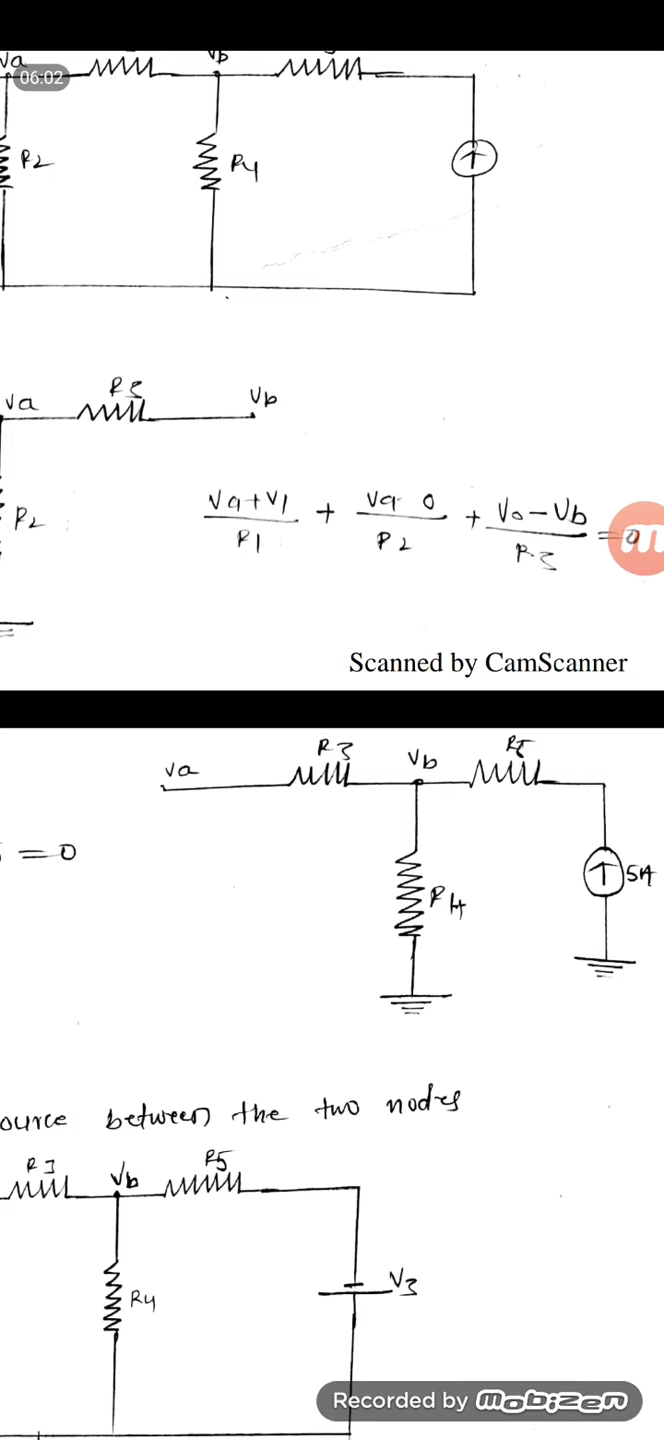 Va
Vb
06:02
R2
R4
R3
Va
Vb
R2
Va+V1 / R1 + Va 0 / R2 + Vo-Vb / R3 = 0
Scanned by CamScanner
R3
Vb
R5
Va
= 0
5A
R4
ource between the two nodes
R3
Vb
R5
V3
R4
Recorded by mobizen